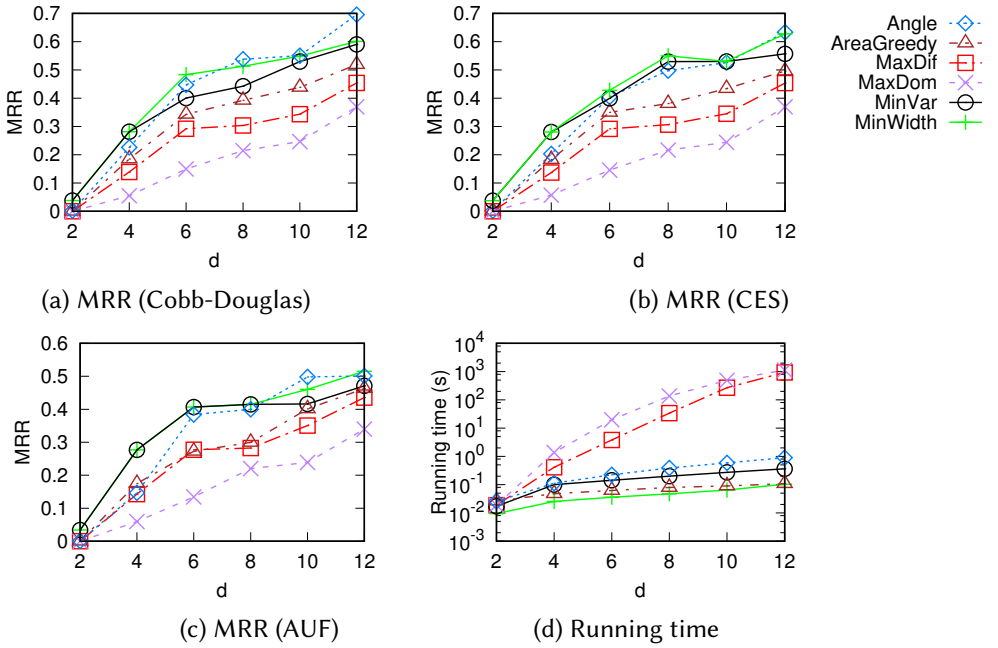 0.7
0.6
0.5
0.4
0.3
0.2
0.1
0
MRR
2 4 6 8 10 12
d
(a) MRR (Cobb-Douglas)
0.7
0.6
0.5
0.4
0.3
0.2
0.1
0
MRR
2 4 6 8 10 12
d
(b) MRR (CES)
Angle
AreaGreedy
MaxDif
MaxDom
MinVar
MinWidth
0.6
0.5
0.4
0.3
0.2
0.1
0
MRR
2 4 6 8 10 12
d
(c) MRR (AUF)
10^4
10^3
10^2
10^1
10^0
10^-1
10^-2
10^-3
Running time (s)
2 4 6 8 10 12
d
(d) Running time